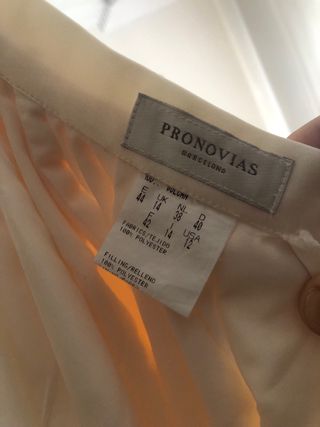 PRONOVIAS
BARCELONA
E UK NL D
44 14 38 40
F I USA
42 14 12
FABRICS/TEJIDO
100% POLYESTER
FILLING/RELLENO
100% POLYESTER